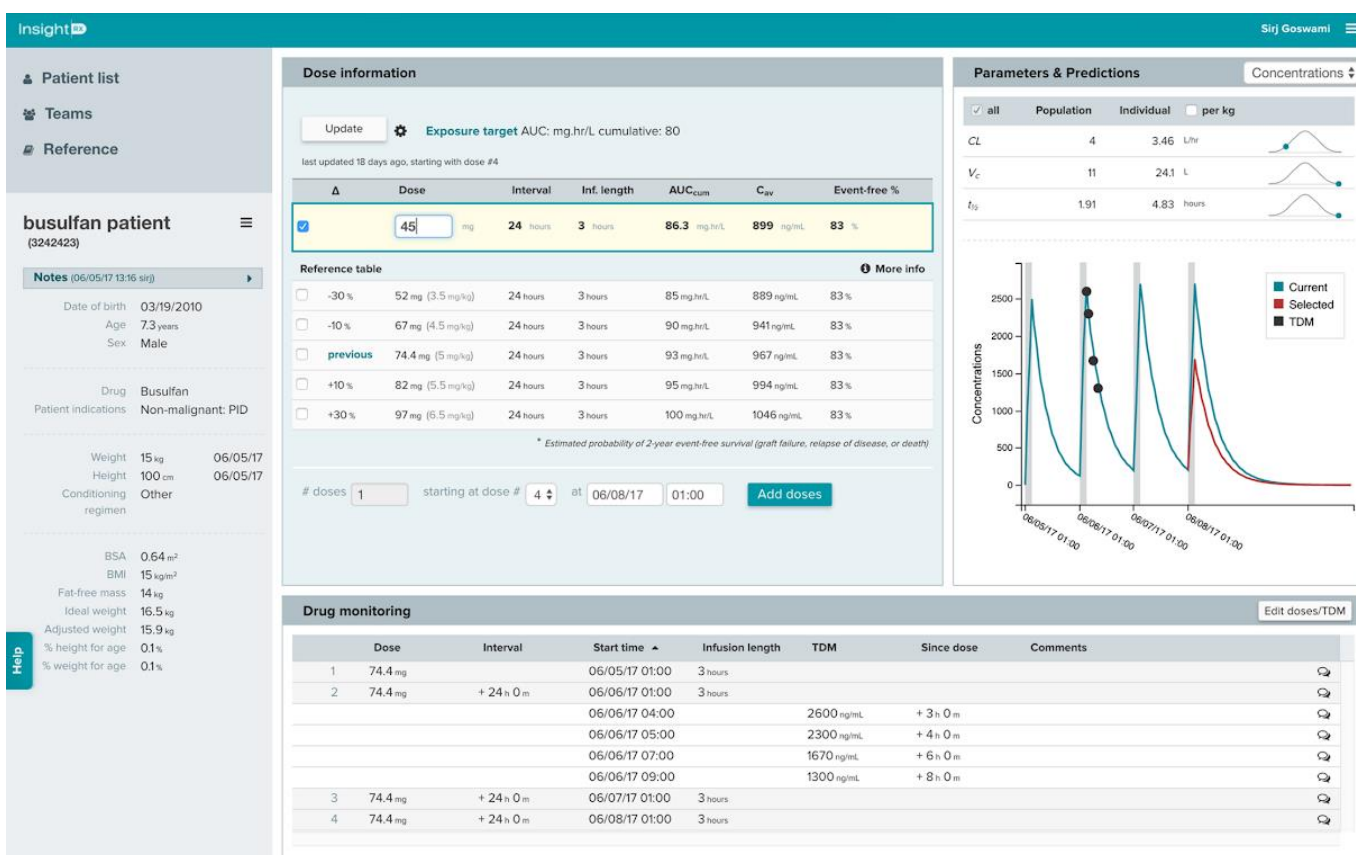 InsightRX
Sirj Goswami
Patient list
Teams
Reference
busulfan patient
(3242423)
Notes (06/05/17 13:16 sirj)
Date of birth 03/19/2010
Age 7.3 years
Sex Male
Drug Busulfan
Patient indications Non-malignant: PID
Weight 15 kg 06/05/17
Height 100 cm 06/05/17
Conditioning Other
regimen
BSA 0.64 m²
BMI 15 kg/m²
Fat-free mass 14 kg
Ideal weight 16.5 kg
Adjusted weight 15.9 kg
% height for age 0.1 %
% weight for age 0.1 %
Help
Dose information
Update Exposure target AUC: mg.hr/L cumulative: 80
last updated 18 days ago, starting with dose #4
Δ Dose Interval Inf. length AUCcum Cav Event-free %
45 mg 24 hours 3 hours 86.3 mg.hr/L 899 ng/mL 83 %
Reference table More info
-30 % 52 mg (3.5 mg/kg) 24 hours 3 hours 85 mg.hr/L 889 ng/mL 83 %
-10 % 67 mg (4.5 mg/kg) 24 hours 3 hours 90 mg.hr/L 941 ng/mL 83 %
previous 74.4 mg (5 mg/kg) 24 hours 3 hours 93 mg.hr/L 967 ng/mL 83 %
+10 % 82 mg (5.5 mg/kg) 24 hours 3 hours 95 mg.hr/L 994 ng/mL 83 %
+30 % 97 mg (6.5 mg/kg) 24 hours 3 hours 100 mg.hr/L 1046 ng/mL 83 %
* Estimated probability of 2-year event-free survival (graft failure, relapse of disease, or death)
# doses 1 starting at dose # 4 at 06/08/17 01:00 Add doses
Parameters & Predictions Concentrations
all Population Individual per kg
CL 4 3.46 L/hr
Vc 11 24.1 L
t½ 1.91 4.83 hours
Concentrations
2500
2000
1500
1000
500
0
06/05/17 01:00
06/06/17 01:00
06/07/17 01:00
06/08/17 01:00
Current
Selected
TDM
Drug monitoring Edit doses/TDM
Dose Interval Start time Infusion length TDM Since dose Comments
1 74.4 mg 06/05/17 01:00 3 hours
2 74.4 mg + 24 h 0 m 06/06/17 01:00 3 hours
06/06/17 04:00 2600 ng/mL + 3 h 0 m
06/06/17 05:00 2300 ng/mL + 4 h 0 m
06/06/17 07:00 1670 ng/mL + 6 h 0 m
06/06/17 09:00 1300 ng/mL + 8 h 0 m
3 74.4 mg + 24 h 0 m 06/07/17 01:00 3 hours
4 74.4 mg + 24 h 0 m 06/08/17 01:00 3 hours